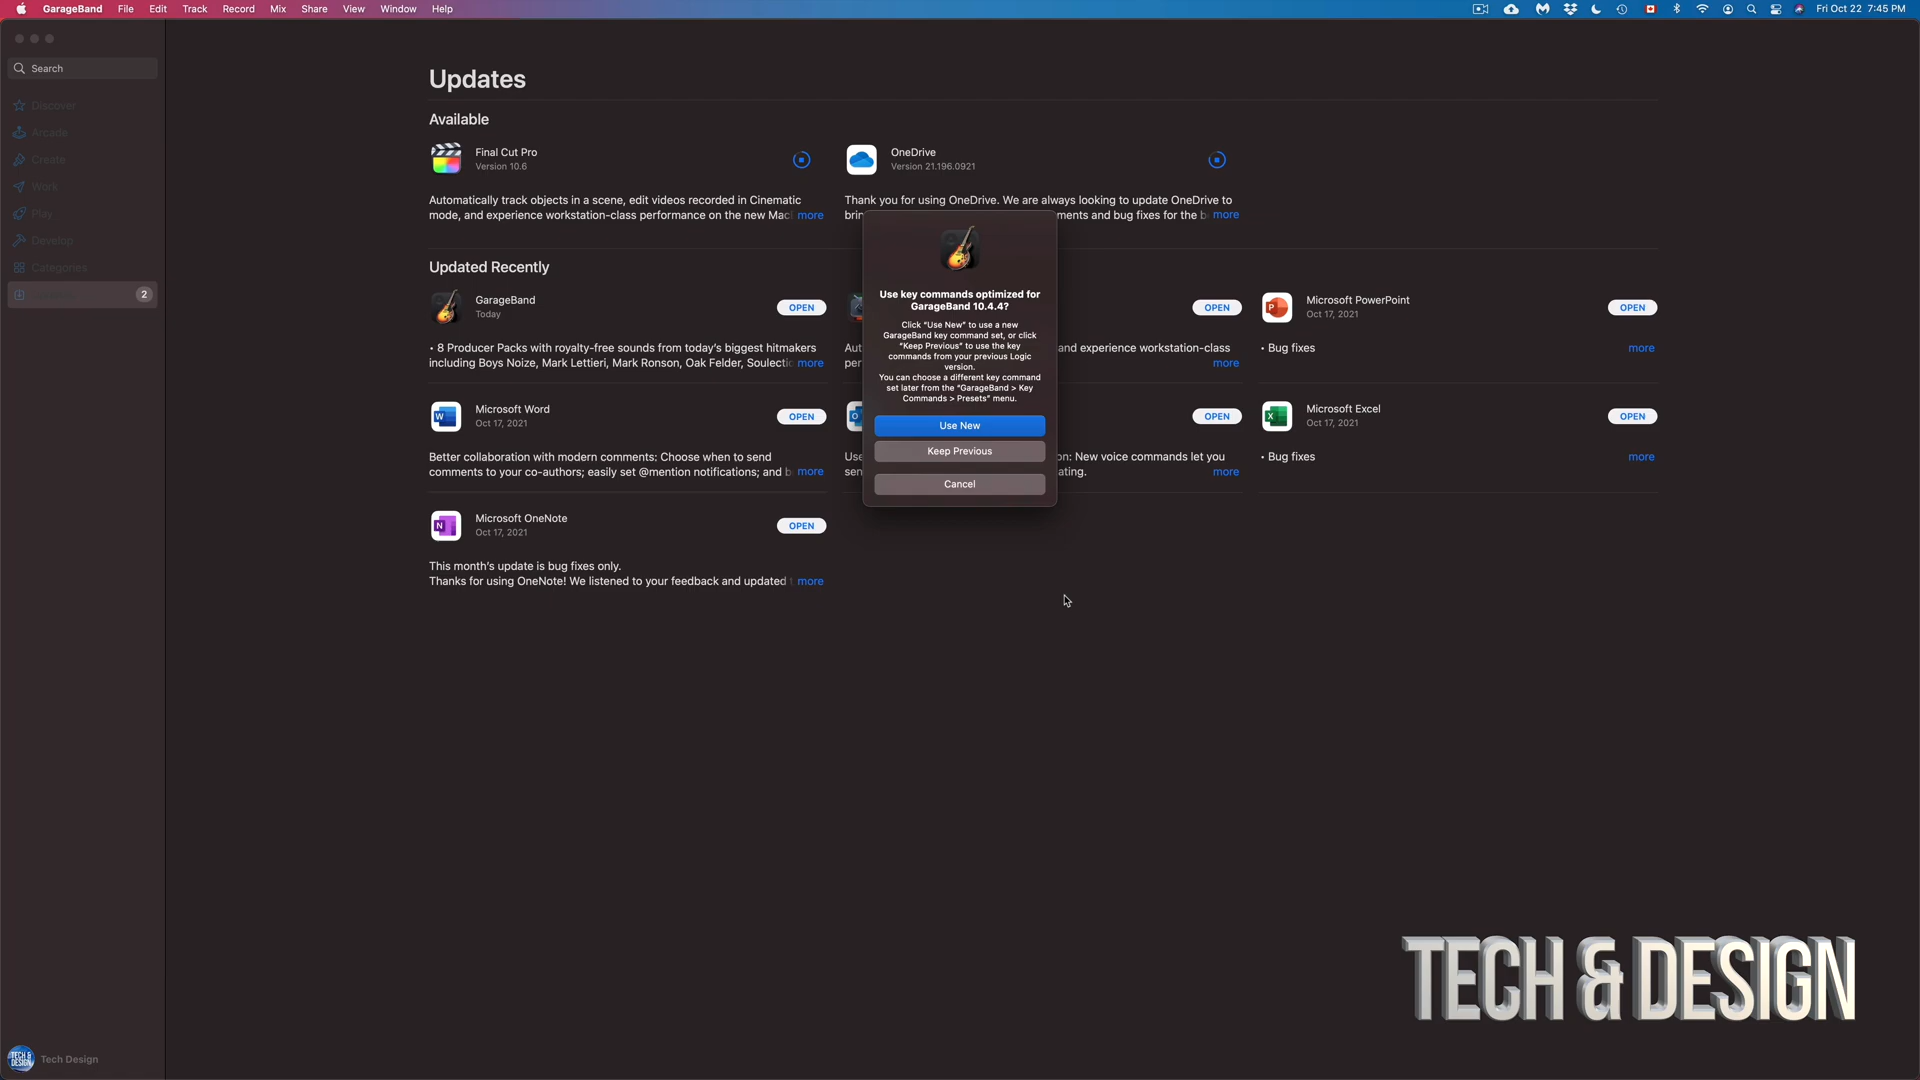 GarageBand File Edit Track Record Mix Share View Window Help
Fri Oct 22 7:45 PM
Search
Discover
Arcade
Create
Work
Play
Develop
Categories
2
Tech Design
Updates
Available
Final Cut Pro
Version 10.6
Automatically track objects in a scene, edit videos recorded in Cinematic
mode, and experience workstation-class performance on the new Mac more
OneDrive
Version 21.196.0921
Thank you for using OneDrive. We are always looking to update OneDrive to
ments and bug fixes for the more
Updated Recently
GarageBand
Today
OPEN
• 8 Producer Packs with royalty-free sounds from today's biggest hitmakers
including Boys Noize, Mark Lettieri, Mark Ronson, Oak Felder, Soulectic more
OPEN
and experience workstation-class
more
Microsoft PowerPoint
Oct 17, 2021
OPEN
• Bug fixes more
Microsoft Word
Oct 17, 2021
OPEN
Better collaboration with modern comments: Choose when to send
comments to your co-authors; easily set @mention notifications; and more
OPEN
New voice commands let you
more
Microsoft Excel
Oct 17, 2021
OPEN
• Bug fixes more
Microsoft OneNote
Oct 17, 2021
OPEN
This month's update is bug fixes only.
Thanks for using OneNote! We listened to your feedback and updated more
Use key commands optimized for
GarageBand 10.4.4?
Click "Use New" to use a new
GarageBand key command set, or click
"Keep Previous" to use the key
commands from your previous Logic
version.
You can choose a different key command
set later from the "GarageBand > Key
Commands > Presets" menu.
Use New
Keep Previous
Cancel
TECH & DESIGN